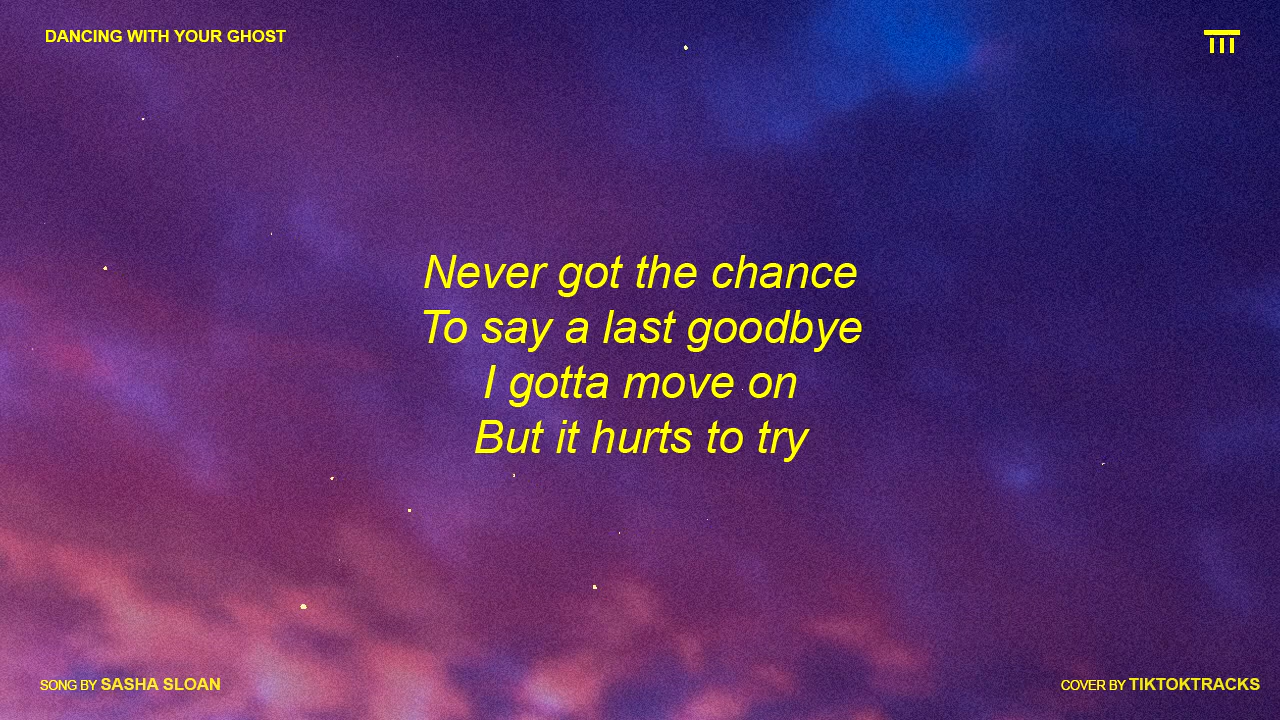 DANCING WITH YOUR GHOST
Never got the chance
To say a last goodbye
I gotta move on
But it hurts to try
SONG BY SASHA SLOAN
COVER BY TIKTOKTRACKS